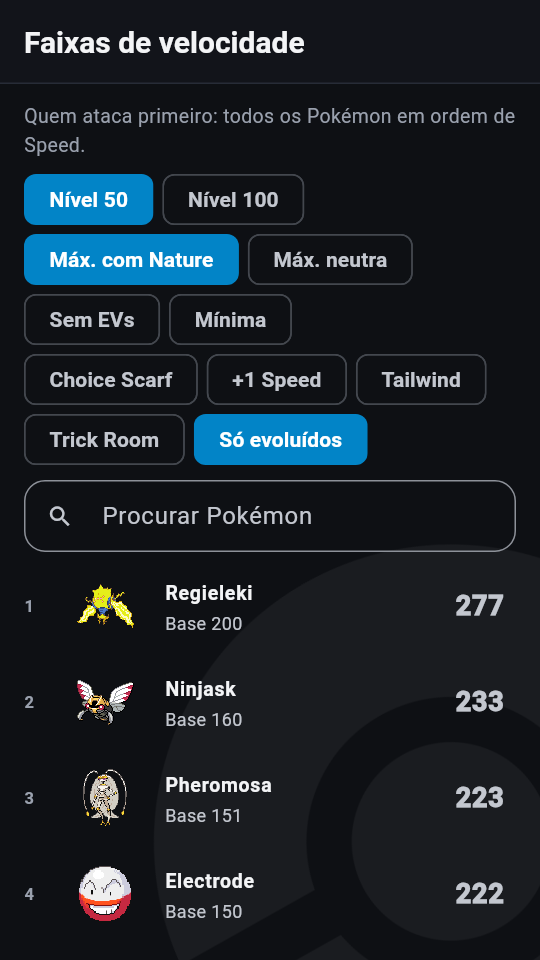 Faixas de velocidade
Quem ataca primeiro: todos os Pokémon em ordem de
Speed.
Nível 50 Nível 100
Máx. com Nature Máx. neutra
Sem EVs Mínima
Choice Scarf +1 Speed Tailwind
Trick Room Só evoluídos
Procurar Pokémon
1 Regieleki 277
Base 200
2 Ninjask 233
Base 160
3 Pheromosa 223
Base 151
4 Electrode 222
Base 150